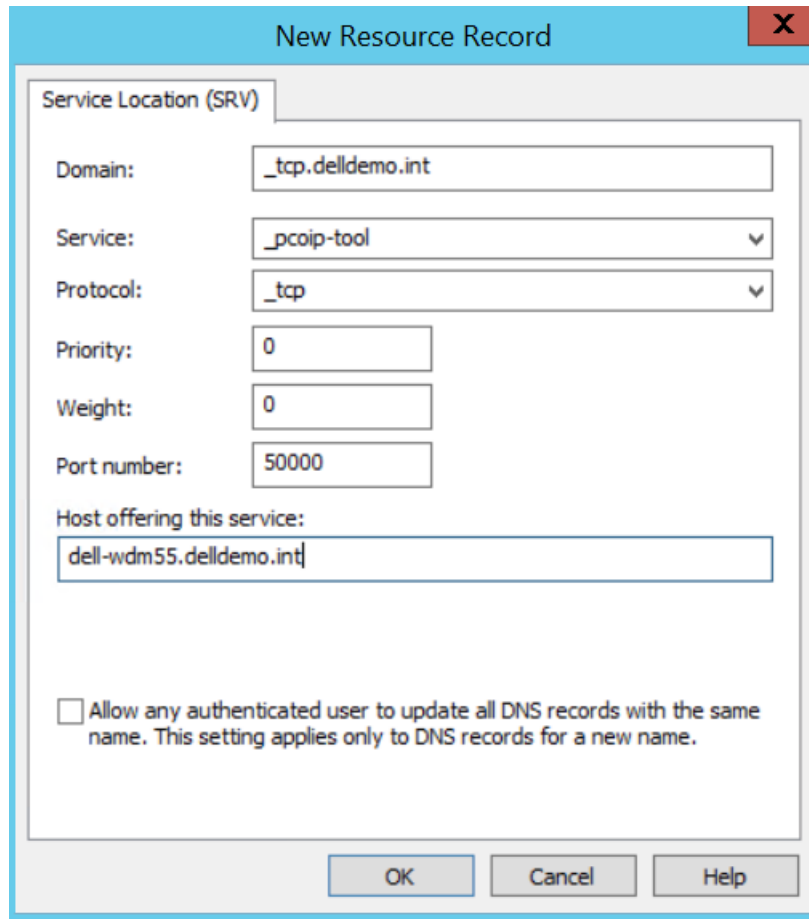 New Resource Record
X
Service Location (SRV)
Domain: _tcp.delldemo.int
Service: _pcoip-tool
Protocol: _tcp
Priority: 0
Weight: 0
Port number: 50000
Host offering this service:
dell-wdm55.delldemo.int
Allow any authenticated user to update all DNS records with the same
name. This setting applies only to DNS records for a new name.
OK Cancel Help